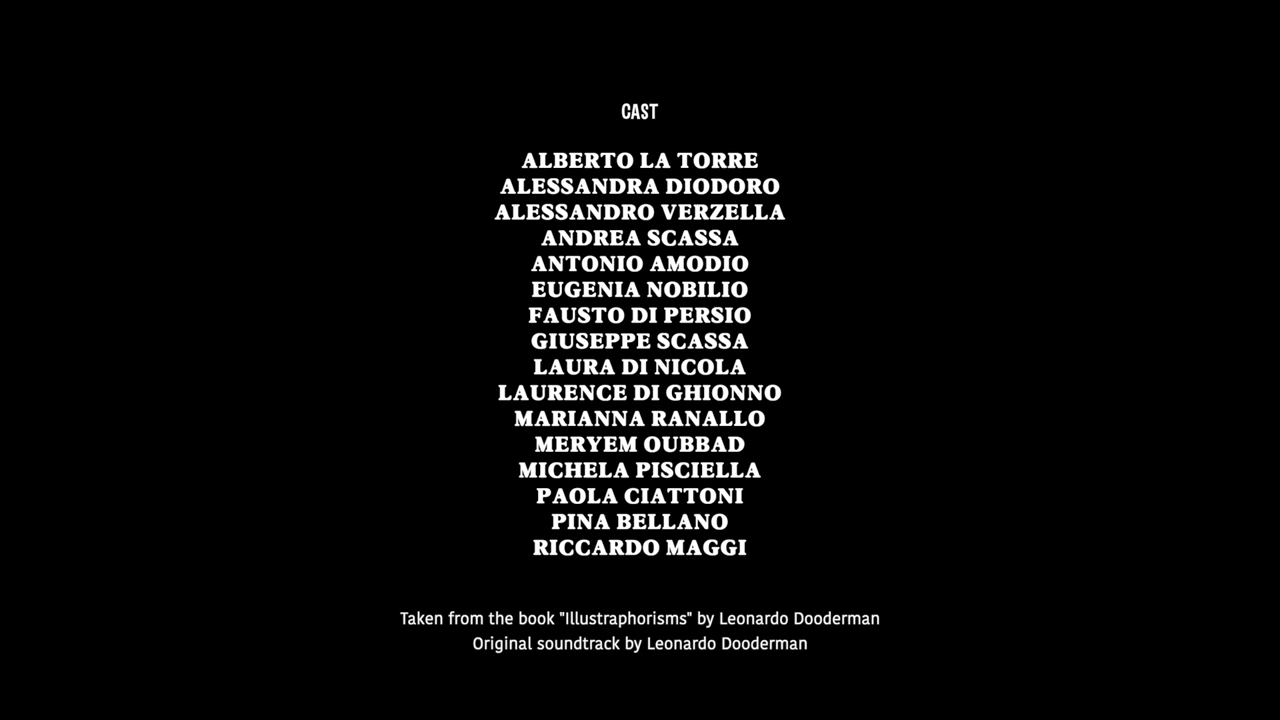 CAST
ALBERTO LA TORRE
ALESSANDRA DIODORO
ALESSANDRO VERZELLA
ANDREA SCASSA
ANTONIO AMODIO
EUGENIA NOBILIO
FAUSTO DI PERSIO
GIUSEPPE SCASSA
LAURA DI NICOLA
LAURENCE DI GHIONNO
MARIANNA RANALLO
MERYEM OUBBAD
MICHELA PISCIELLA
PAOLA CIATTONI
PINA BELLANO
RICCARDO MAGGI
Taken from the book "Illustraphorisms" by Leonardo Dooderman
Original soundtrack by Leonardo Dooderman